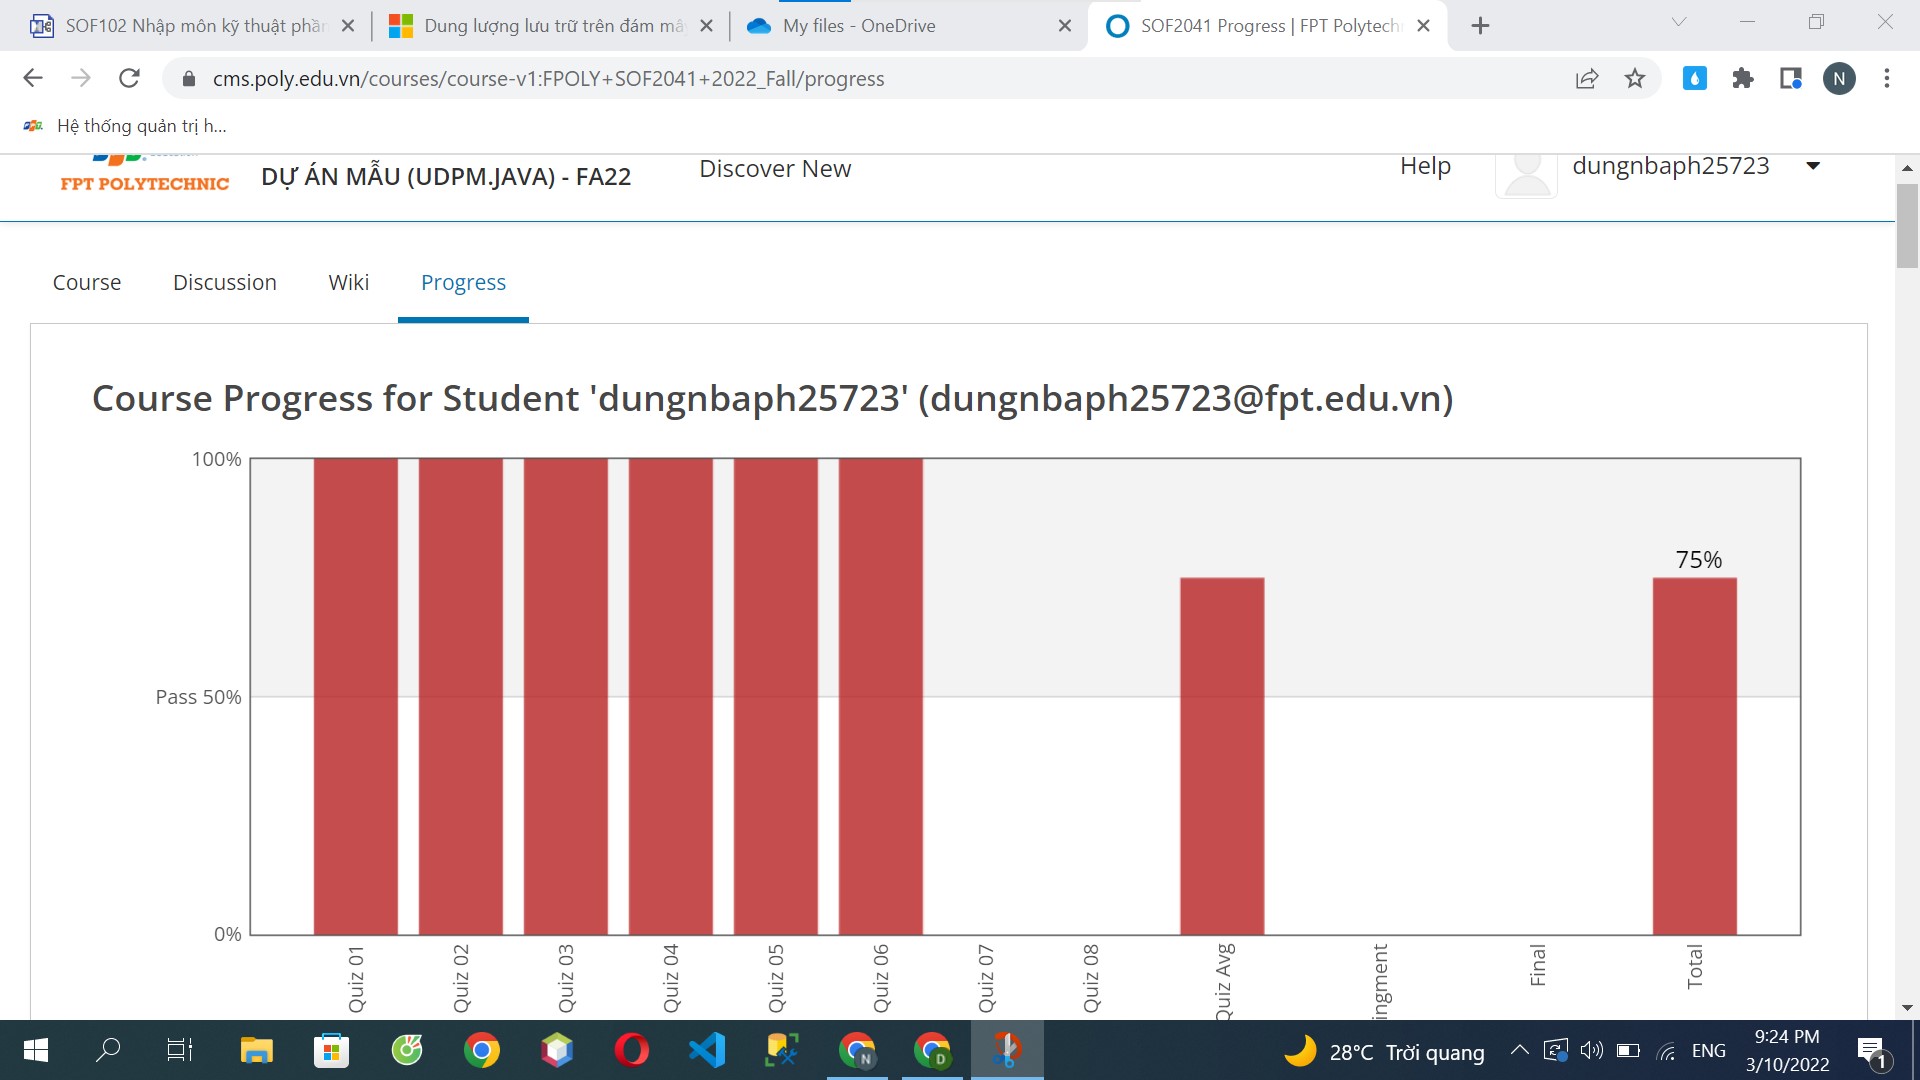 SOF102 Nhập môn kỹ thuật phần
Dung lượng lưu trữ trên đám mây
My files - OneDrive
SOF2041 Progress | FPT Polytechn
cms.poly.edu.vn/courses/course-v1:FPOLY+SOF2041+2022_Fall/progress
N
Hệ thống quản trị h...
FPT POLYTECHNIC
DỰ ÁN MẪU (UDPM.JAVA) - FA22
Discover New
Help
dungnbaph25723
Course
Discussion
Wiki
Progress
Course Progress for Student 'dungnbaph25723' (dungnbaph25723@fpt.edu.vn)
100%
75%
Pass 50%
0%
Quiz 01
Quiz 02
Quiz 03
Quiz 04
Quiz 05
Quiz 06
Quiz 07
Quiz 08
Quiz Avg
ingment
Final
Total
N
D
28°C Trời quang
ENG
9:24 PM
3/10/2022
1